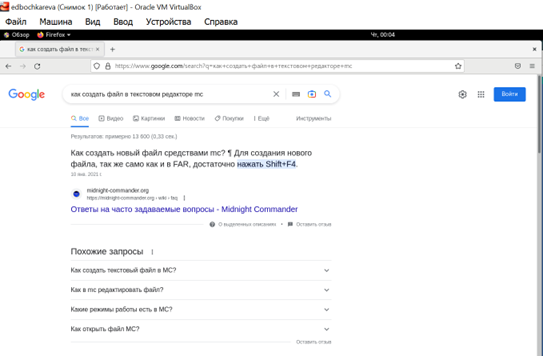 edbochkareva (Снимок 1) [Работает] - Oracle VM VirtualBox
Файл Машина Вид Ввод Устройства Справка
Обзор Firefox Чт, 00:04
как создать файл в текст
https://www.google.com/search?q=как+создать+файл+в+текстовом+редакторе+mc
Google как создать файл в текстовом редакторе mc Войти
Все Видео Картинки Новости Покупки Ещё Инструменты
Результатов: примерно 13 600 (0,33 сек.)
Как создать новый файл средствами mc? ¶ Для создания нового
файла, так же само как и в FAR, достаточно нажать Shift+F4.
10 янв. 2021 г.
midnight-commander.org
https://midnight-commander.org › wiki › faq
Ответы на часто задаваемые вопросы - Midnight Commander
О выделенных описаниях • Оставить отзыв
Похожие запросы
Как создать текстовый файл в MC?
Как в mc редактировать файл?
Какие режимы работы есть в MC?
Как открыть файл MC?
Оставить отзыв